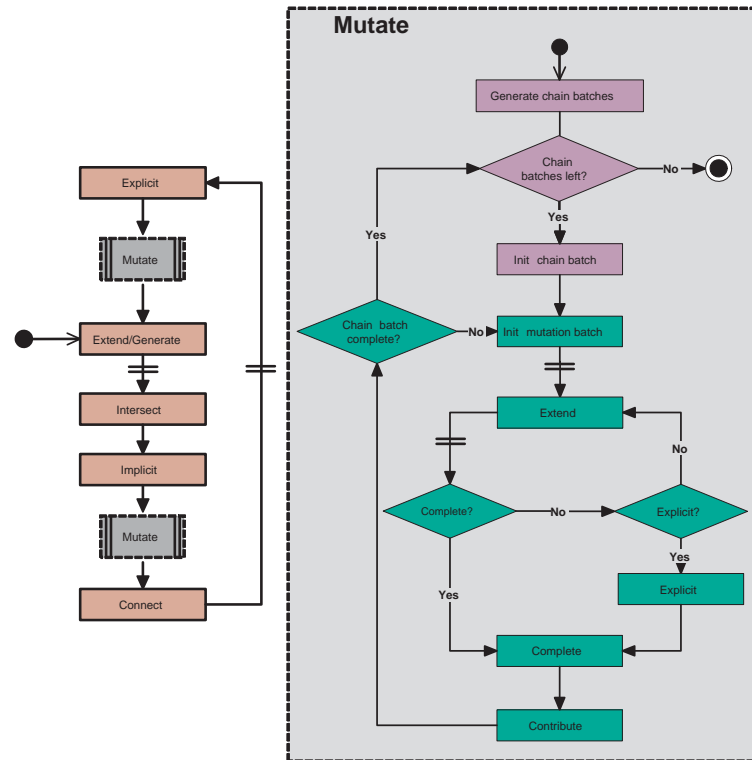 Mutate
Generate chain batches
Chain
batches left?
No
Yes
Init chain batch
Yes
Chain batch
complete?
No
Init mutation batch
Extend
No
Complete?
No
Explicit?
Yes
Yes
Explicit
Complete
Contribute
Explicit
Mutate
Extend/Generate
Intersect
Implicit
Mutate
Connect